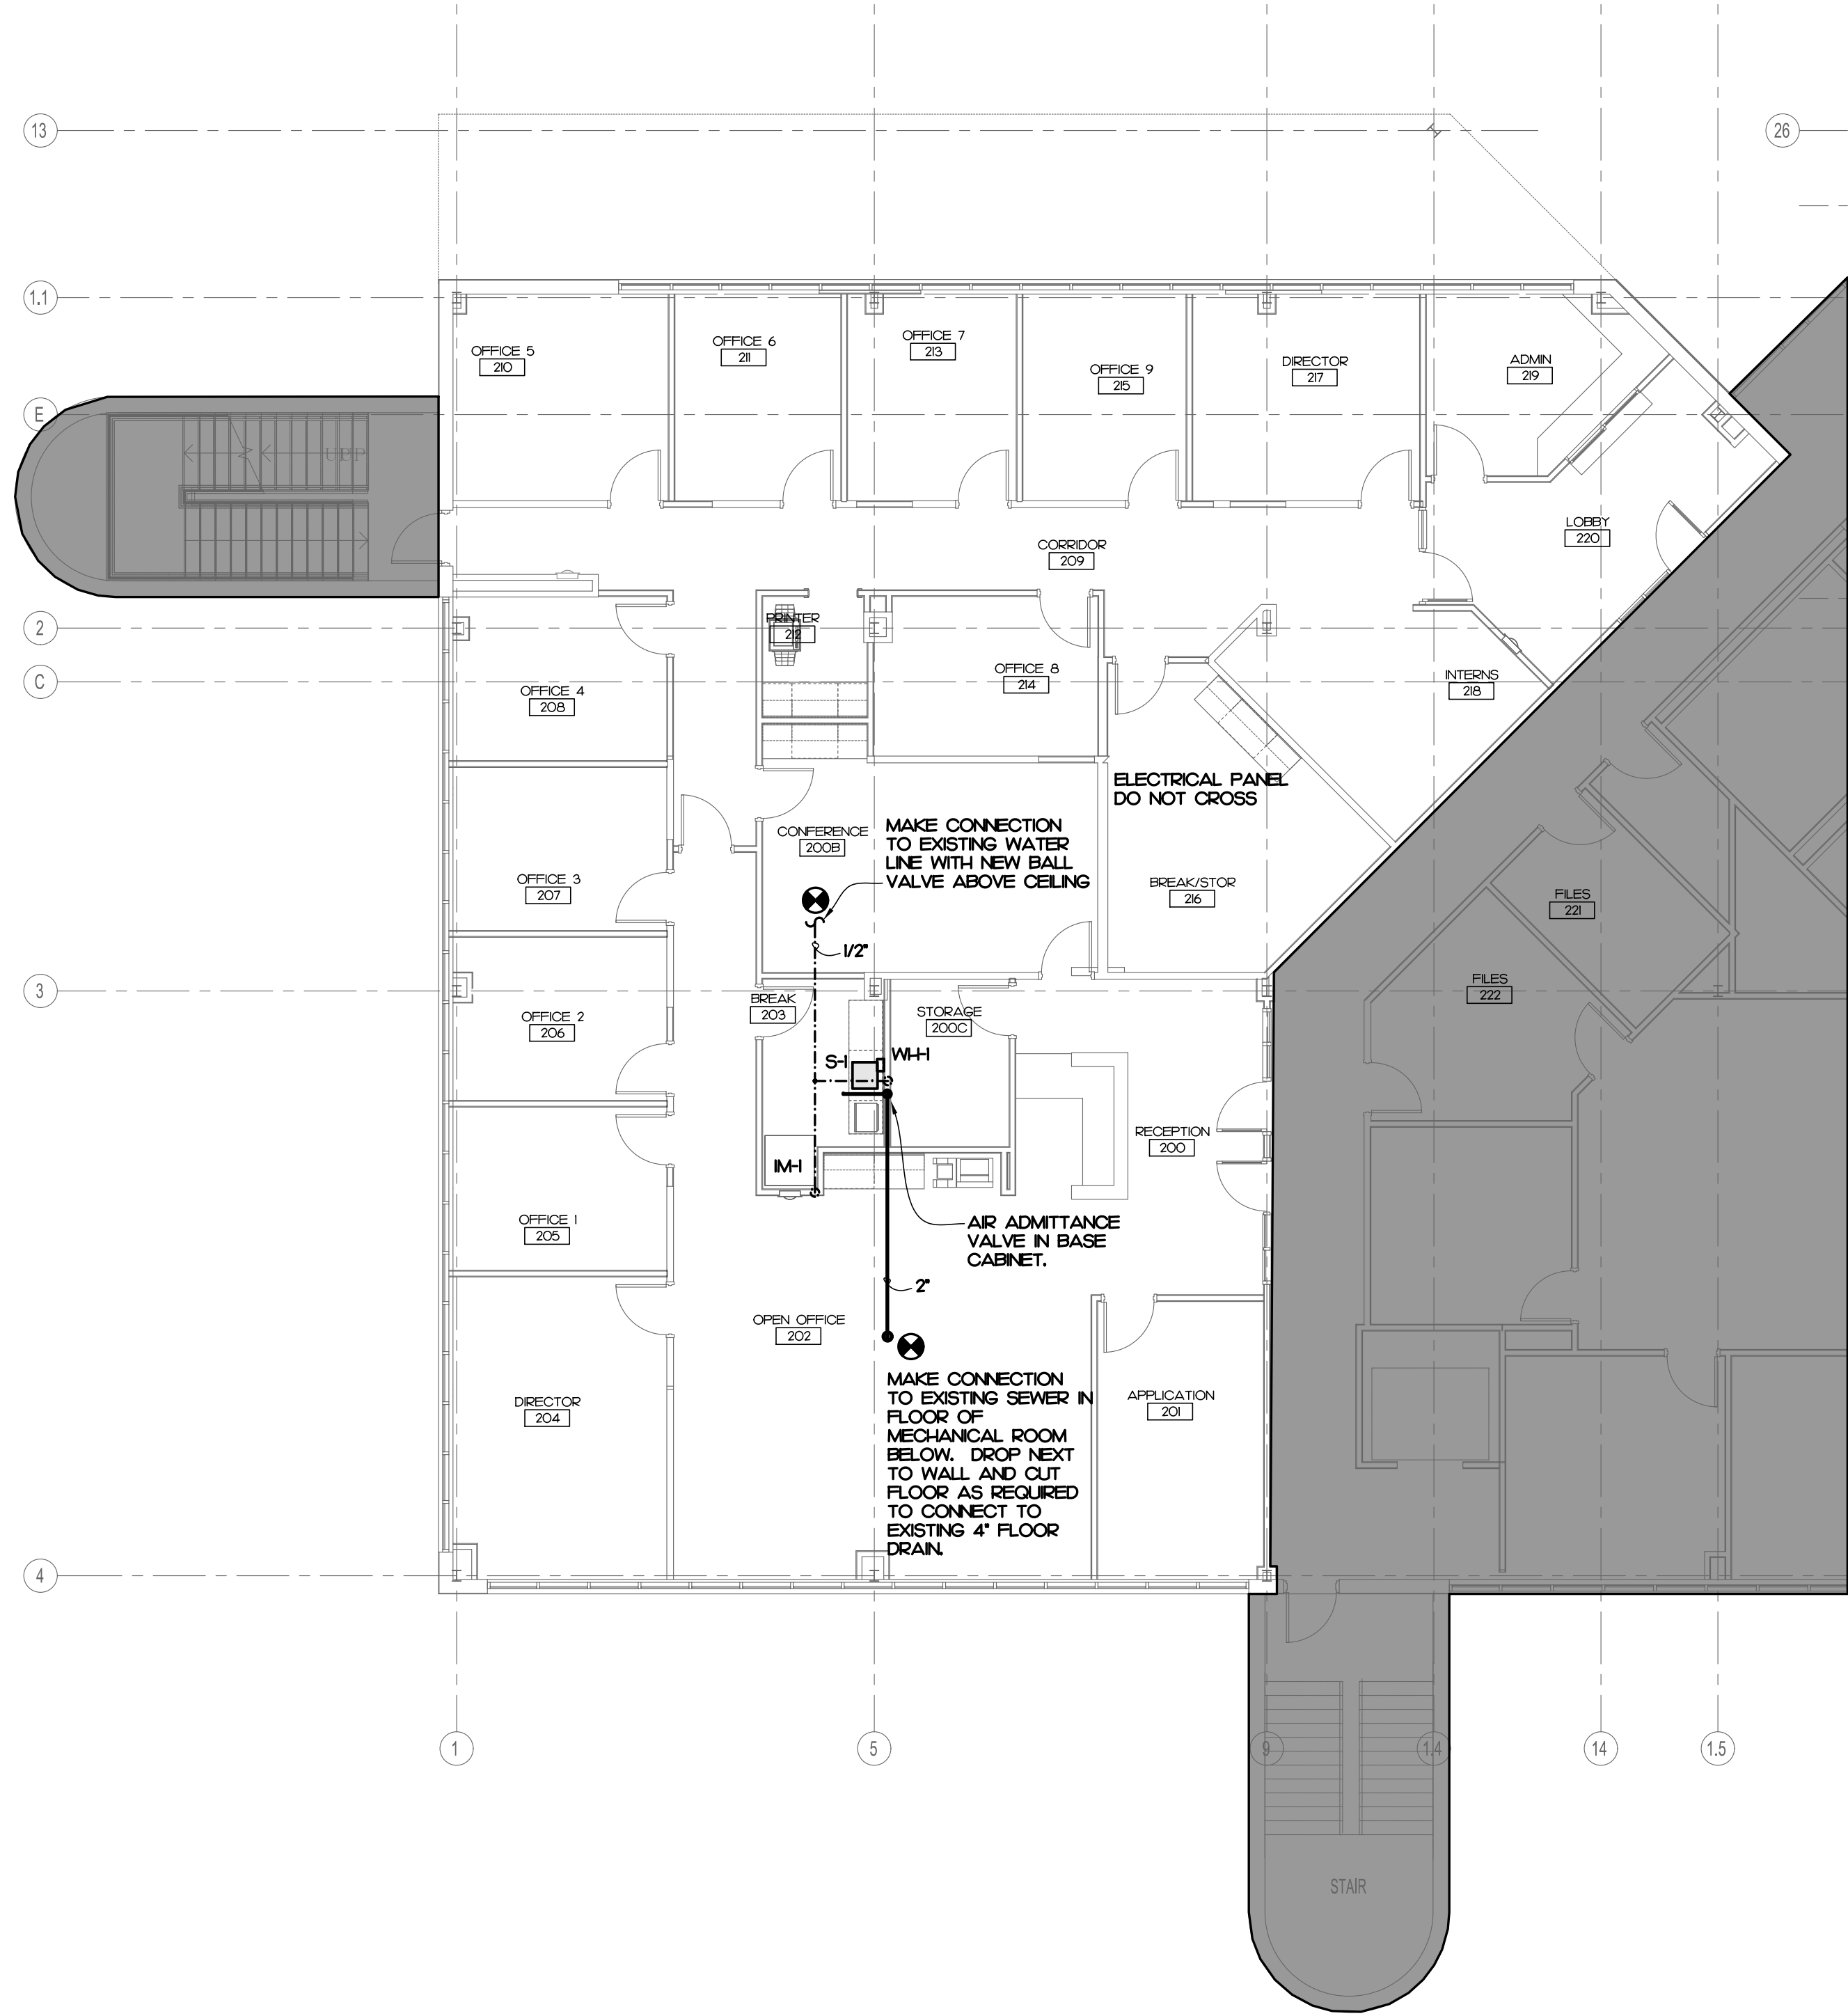 13
26
1.1
OFFICE 5
210
OFFICE 6
211
OFFICE 7
213
OFFICE 9
215
DIRECTOR
217
ADMIN
219
E
UPP
LOBBY
220
CORRIDOR
209
2
PRINTER
212
C
OFFICE 4
208
OFFICE 8
214
INTERNS
218
ELECTRICAL PANEL
DO NOT CROSS
CONFERENCE
200B
MAKE CONNECTION
TO EXISTING WATER
LINE WITH NEW BALL
VALVE ABOVE CEILING
OFFICE 3
207
BREAK/STOR
216
FILES
221
1/2"
3
FILES
222
BREAK
203
STORAGE
200C
OFFICE 2
206
S-1
WH-1
RECEPTION
200
IM-1
OFFICE 1
205
AIR ADMITTANCE
VALVE IN BASE
CABINET.
2"
OPEN OFFICE
202
MAKE CONNECTION
TO EXISTING SEWER IN
FLOOR OF
MECHANICAL ROOM
BELOW. DROP NEXT
TO WALL AND CUT
FLOOR AS REQUIRED
TO CONNECT TO
EXISTING 4" FLOOR
DRAIN.
DIRECTOR
204
APPLICATION
201
4
1
5
9
1.4
14
1.5
STAIR